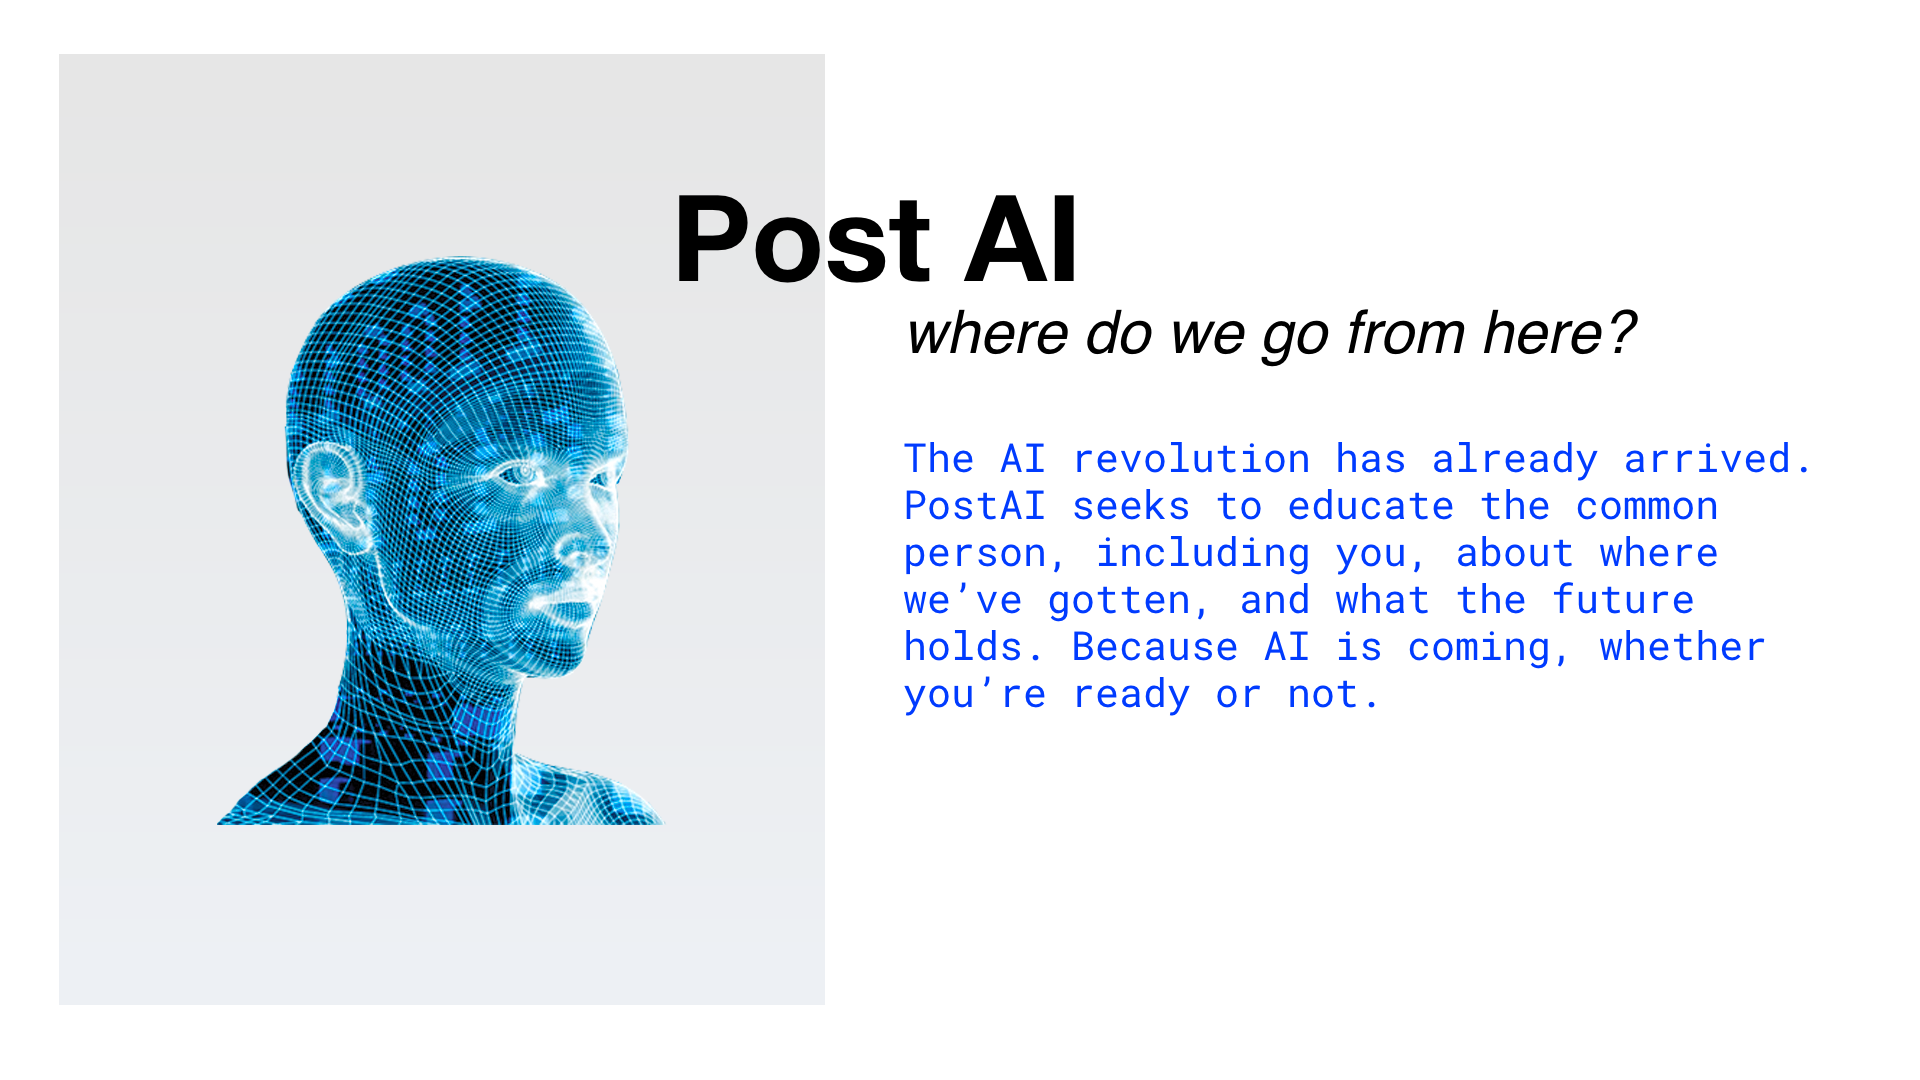 Post AI
where do we go from here?
The AI revolution has already arrived.
PostAI seeks to educate the common
person, including you, about where
we’ve gotten, and what the future
holds. Because AI is coming, whether
you’re ready or not.